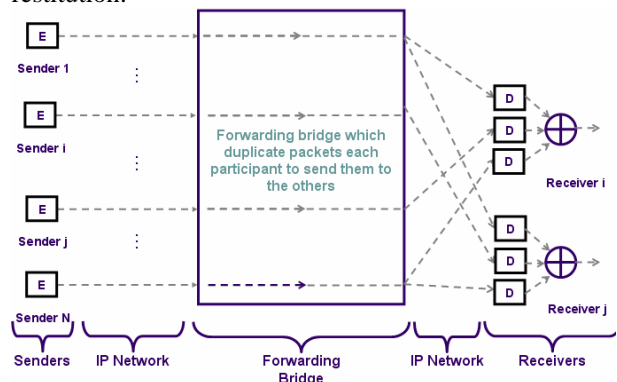 restitution.
E
Sender 1
E
Sender i
E
Sender j
E
Sender N
Forwarding bridge which
duplicate packets each
participant to send them to
the others
D
D
D
Receiver i
D
D
D
Receiver j
Senders
IP Network
Forwarding
Bridge
IP Network
Receivers